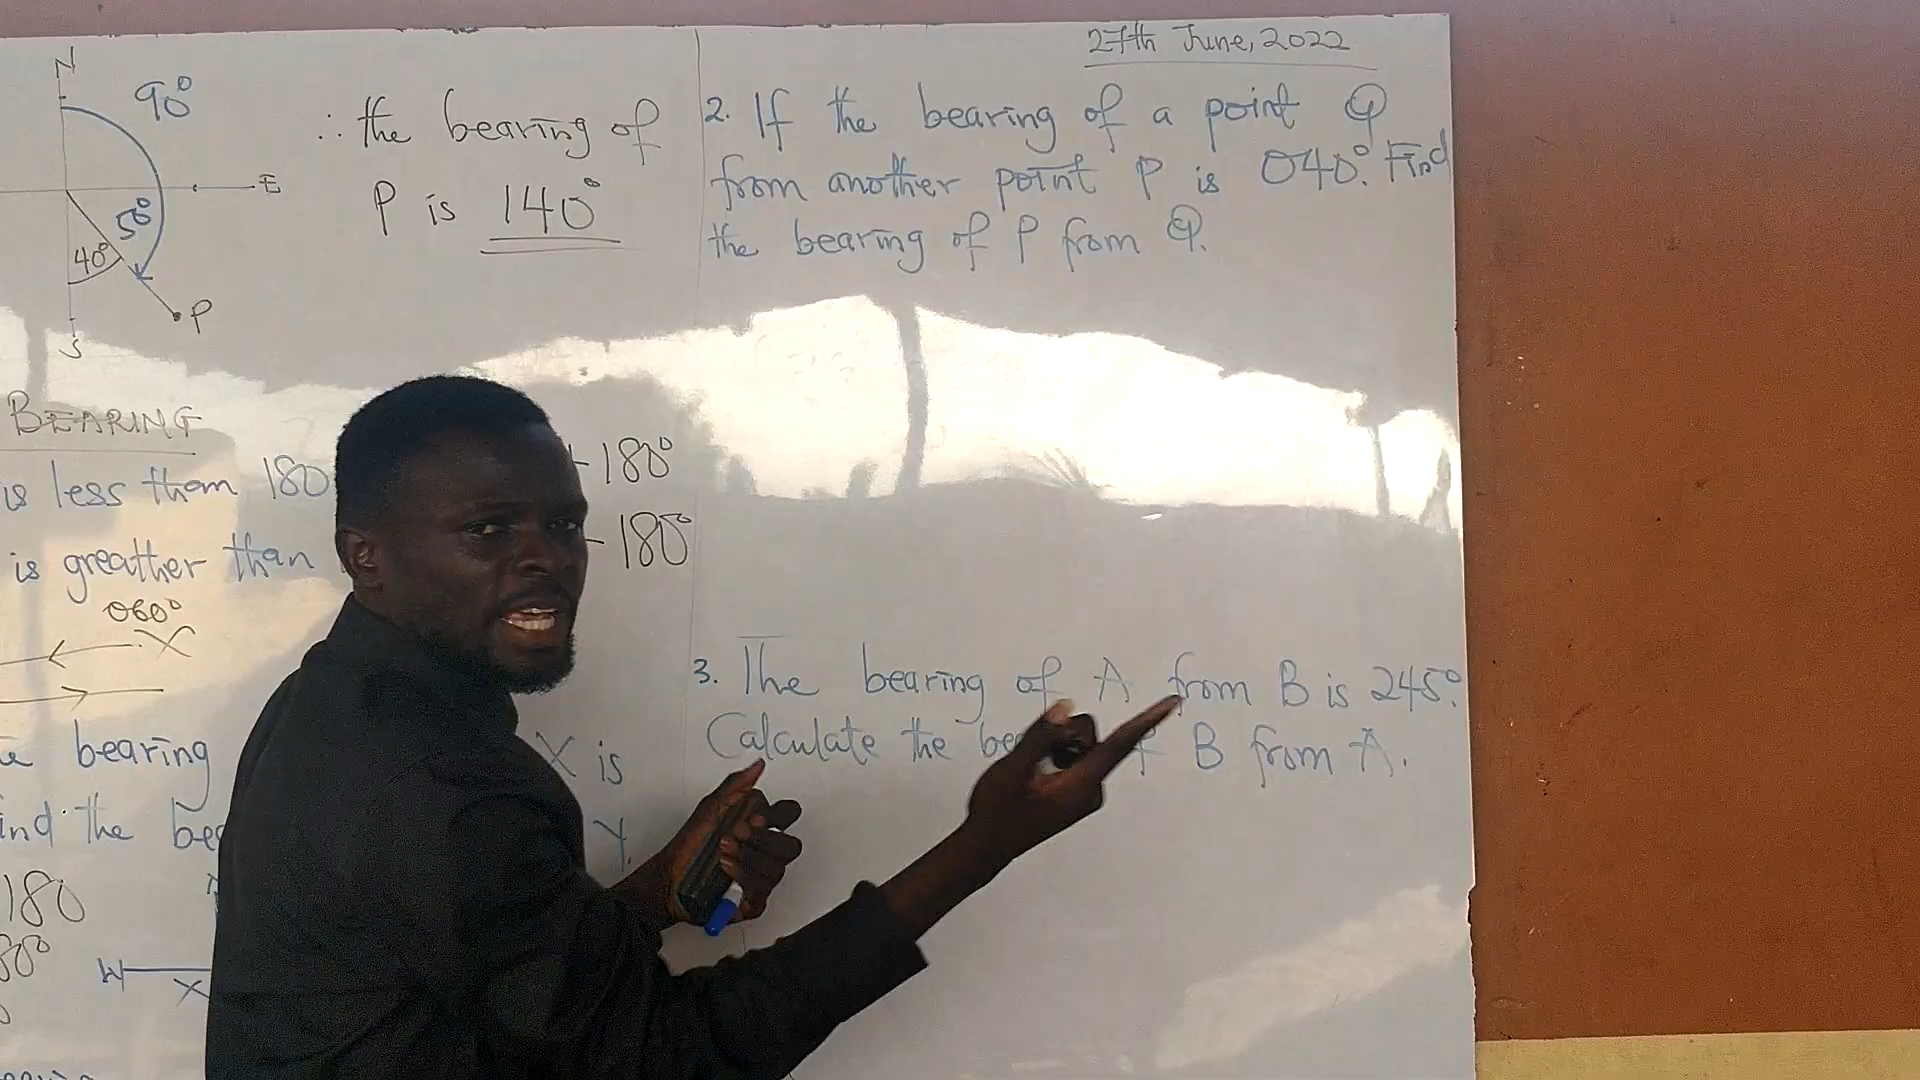 27th June, 2022
N
90°
E
50°
40°
P
S
∴ the bearing of
P is 140°
2. If the bearing of a point Q
from another point P is 040°. Find
the bearing of P from Q.
BEARING
is less than 180
+180°
is greatther than
-180°
060°
X
bearing
X is
the
Y.
180
W
X
3. The bearing of A from B is 245°.
Calculate the B from A.